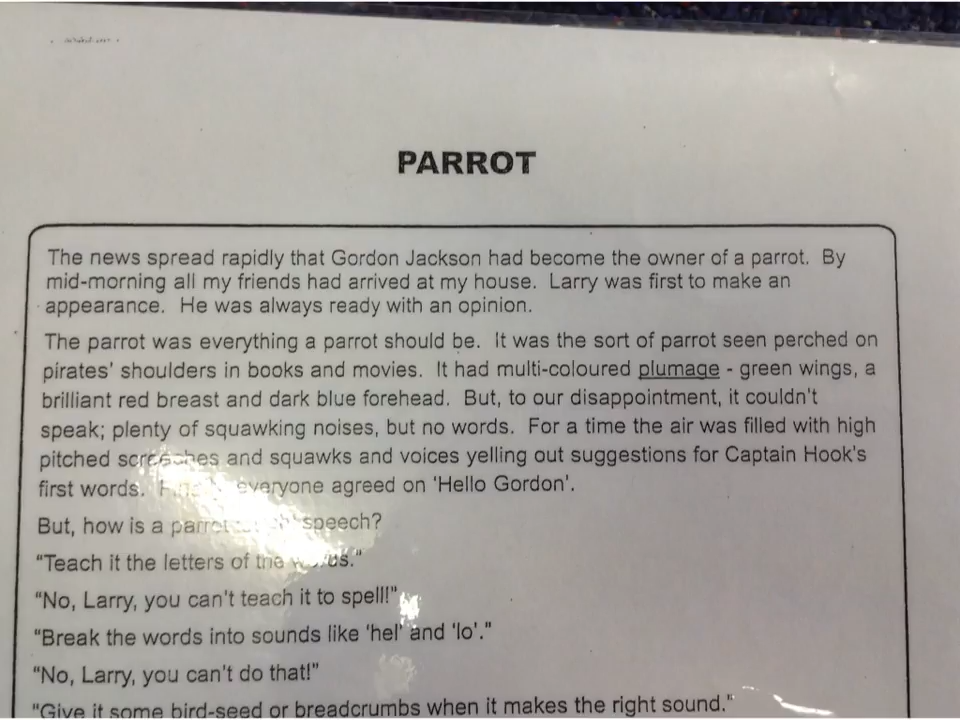 PARROT
The news spread rapidly that Gordon Jackson had become the owner of a parrot. By
mid-morning all my friends had arrived at my house. Larry was first to make an
appearance. He was always ready with an opinion.
The parrot was everything a parrot should be. It was the sort of parrot seen perched on
pirates' shoulders in books and movies. It had multi-coloured plumage - green wings, a
brilliant red breast and dark blue forehead. But, to our disappointment, it couldn't
speak; plenty of squawking noises, but no words. For a time the air was filled with high
pitched screeches and squawks and voices yelling out suggestions for Captain Hook's
first words. everyone agreed on 'Hello Gordon'.
But, how is a parrot speech?
"Teach it the letters of the words."
"No, Larry, you can't teach it to spell!"
"Break the words into sounds like 'hel' and 'lo'."
"No, Larry, you can't do that!"
"Give it some bird-seed or breadcrumbs when it makes the right sound."